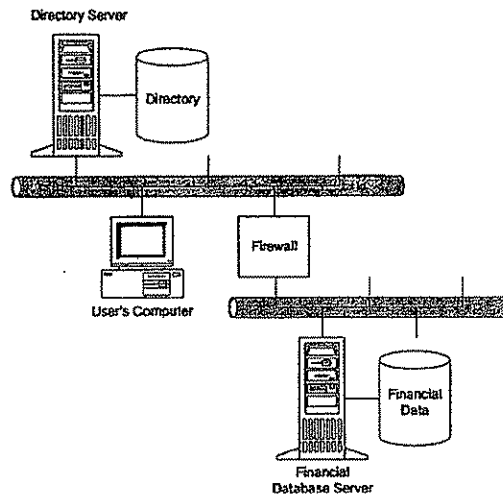 Directory Server
Directory
Firewall
User's Computer
Financial
Data
Financial
Database Server